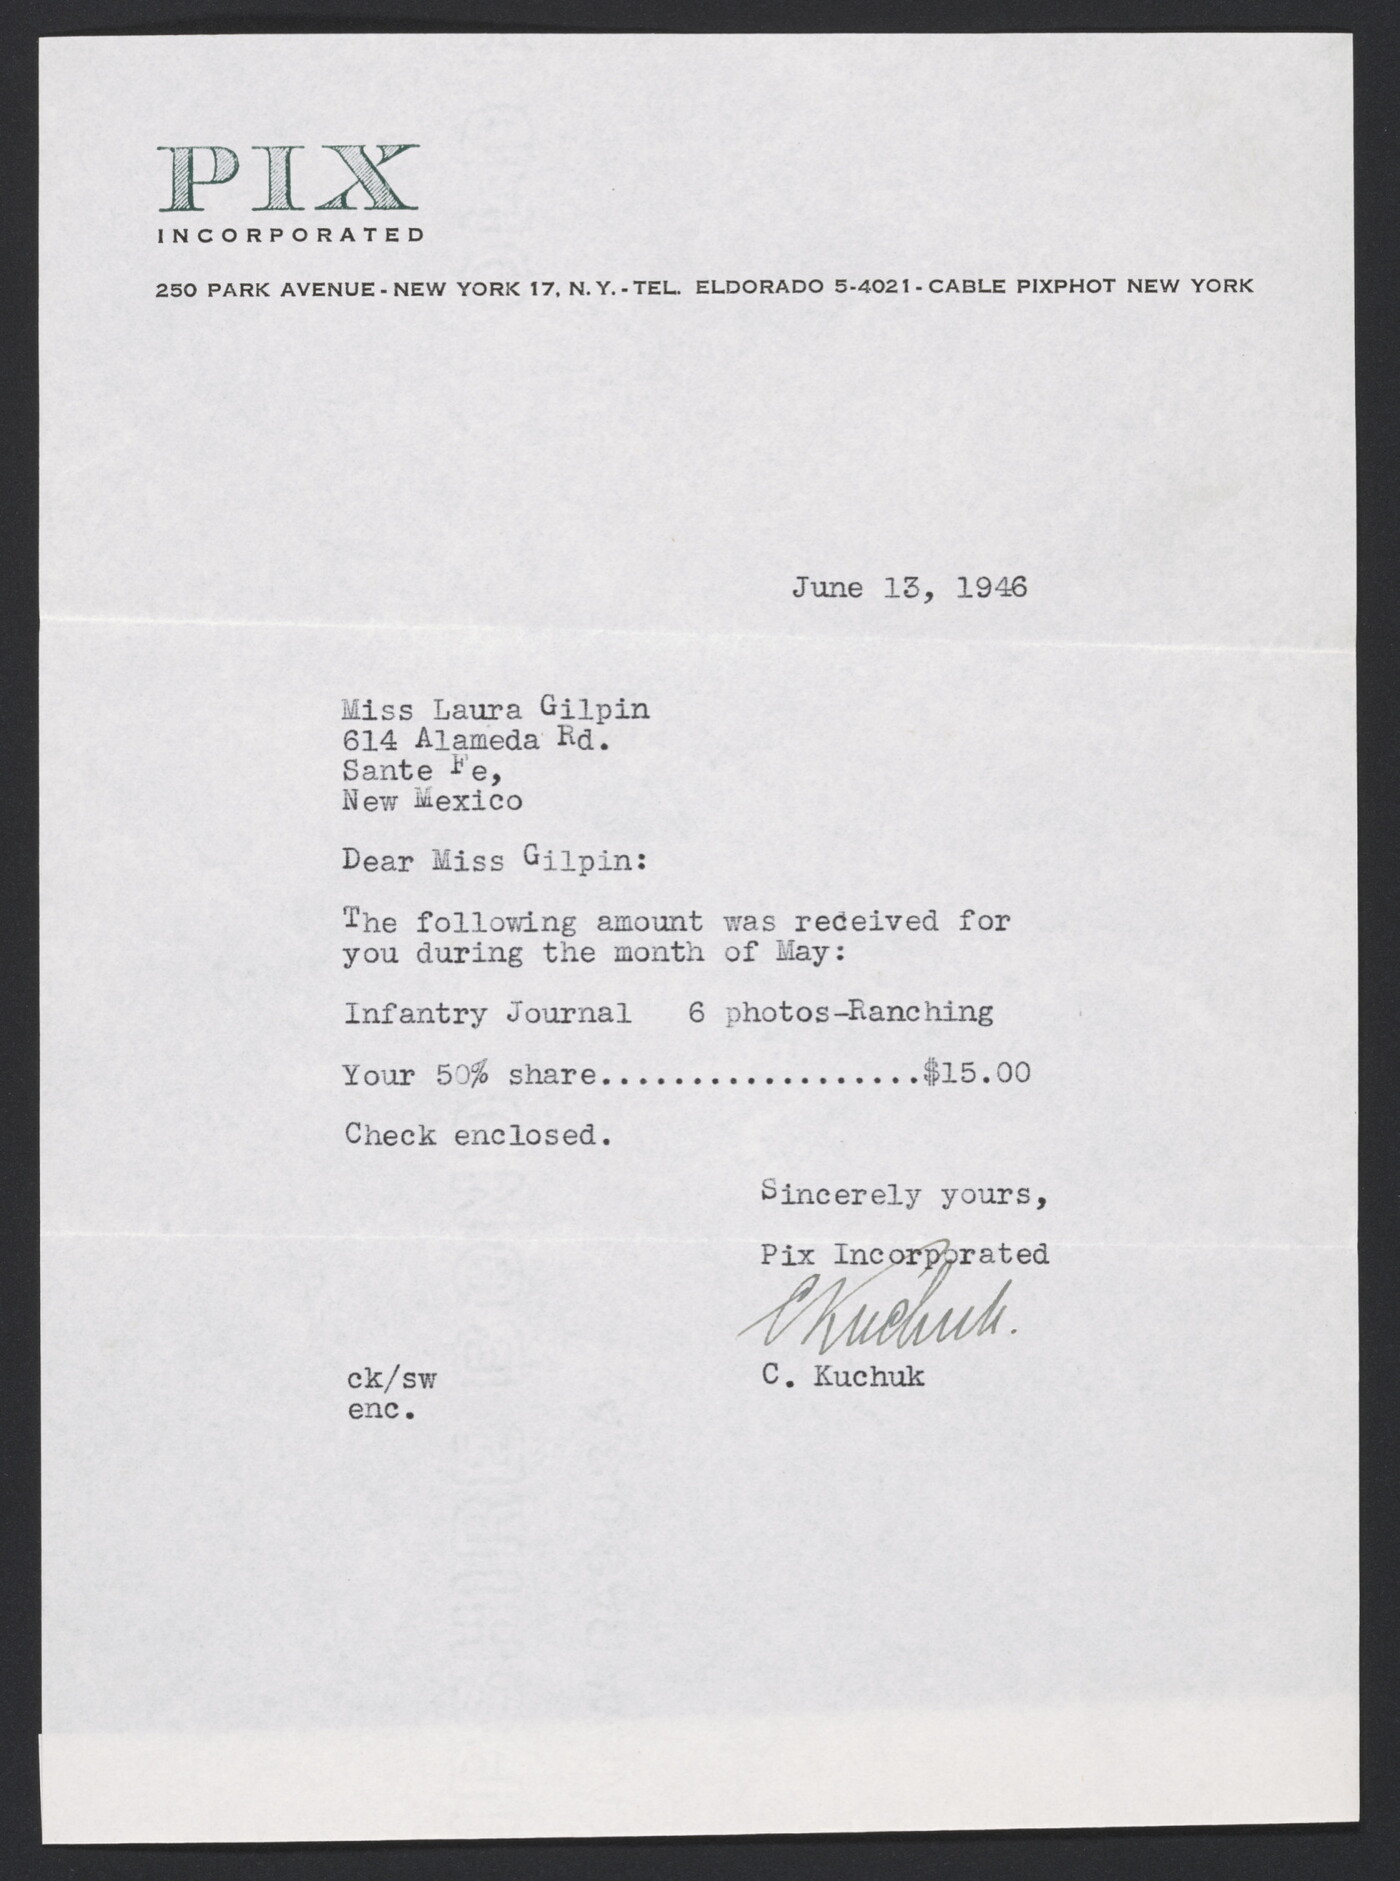 PIX
INCORPORATED
250 PARK AVENUE - NEW YORK 17, N. Y. - TEL. ELDORADO 5-4021 - CABLE PIXPHOT NEW YORK
June 13, 1946
Miss Laura Gilpin
614 Alameda Rd.
Sante Fe,
New Mexico
Dear Miss Gilpin:
The following amount was received for
you during the month of May:
Infantry Journal   6 photos-Ranching
Your 50% share..................$15.00
Check enclosed.
Sincerely yours,
Pix Incorporated
C Kuchuk.
C. Kuchuk
ck/sw
enc.